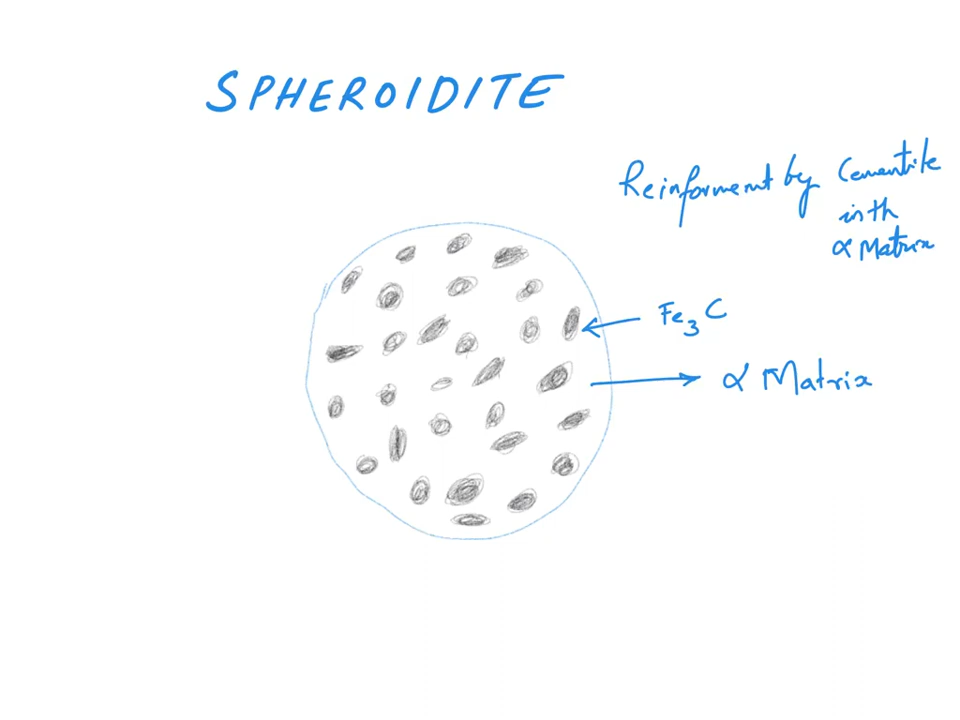 SPHEROIDITE
Reinforment by Cementite
in th
α Matrix
Fe₃C
α Matrix